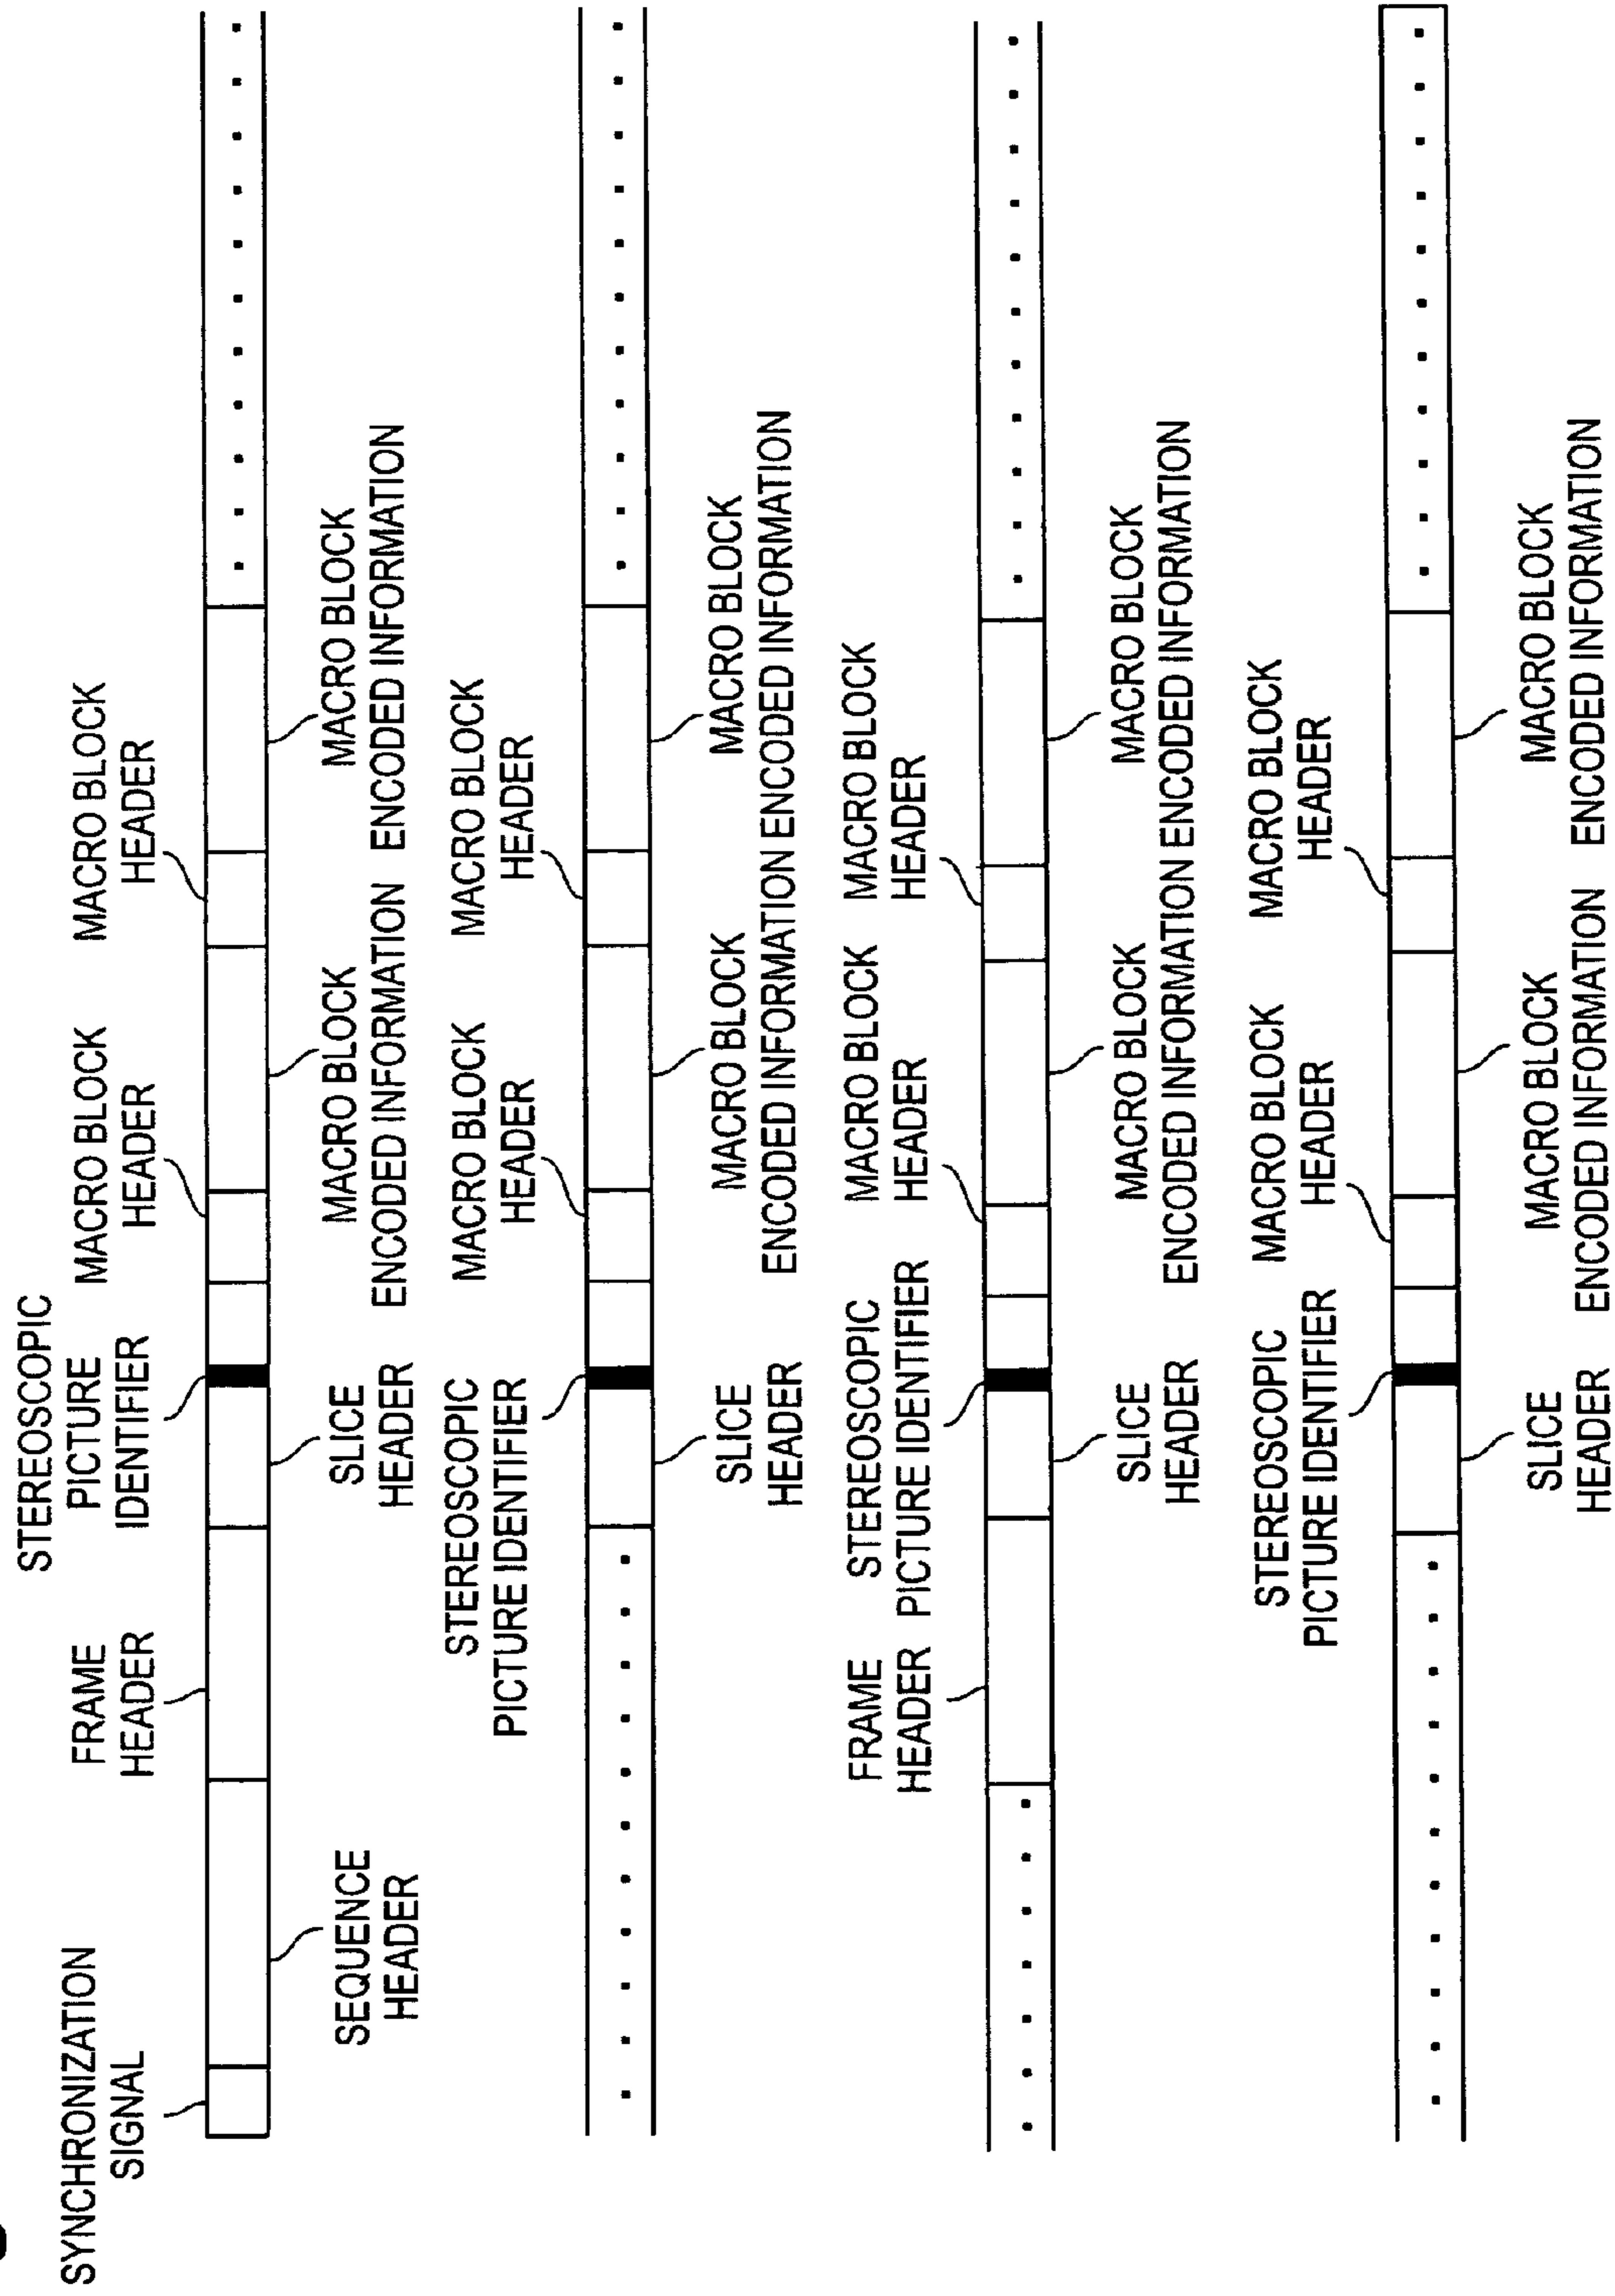 SYNCHRONIZATION
SIGNAL
FRAME
HEADER
STEREOSCOPIC
PICTURE
IDENTIFIER
MACRO BLOCK
HEADER
MACRO BLOCK
HEADER
SEQUENCE
HEADER
SLICE
HEADER
MACRO BLOCK
ENCODED INFORMATION
MACRO BLOCK
ENCODED INFORMATION
STEREOSCOPIC
PICTURE IDENTIFIER
MACRO BLOCK
HEADER
MACRO BLOCK
HEADER
SLICE
HEADER
MACRO BLOCK
ENCODED INFORMATION
MACRO BLOCK
ENCODED INFORMATION
FRAME
HEADER
STEREOSCOPIC
PICTURE IDENTIFIER
MACRO BLOCK
HEADER
MACRO BLOCK
HEADER
SLICE
HEADER
MACRO BLOCK
ENCODED INFORMATION
MACRO BLOCK
ENCODED INFORMATION
STEREOSCOPIC
PICTURE IDENTIFIER
MACRO BLOCK
HEADER
MACRO BLOCK
HEADER
SLICE
HEADER
MACRO BLOCK
ENCODED INFORMATION
MACRO BLOCK
ENCODED INFORMATION